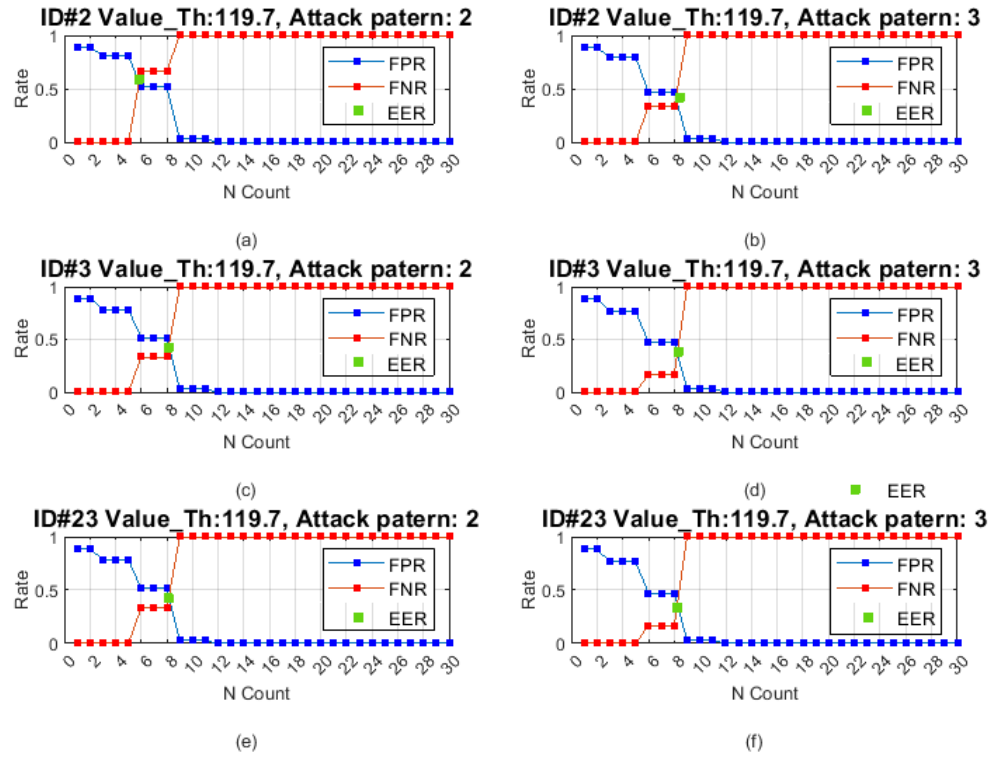 ID#2 Value_Th:119.7, Attack patern: 2
1
0.5
0
Rate
FPR
FNR
EER
0 2 4 6 8 10 12 14 16 18 20 22 24 26 28 30
N Count
(a)
ID#2 Value_Th:119.7, Attack patern: 3
1
0.5
0
Rate
FPR
FNR
EER
0 2 4 6 8 10 12 14 16 18 20 22 24 26 28 30
N Count
(b)
ID#3 Value_Th:119.7, Attack patern: 2
1
0.5
0
Rate
FPR
FNR
EER
0 2 4 6 8 10 12 14 16 18 20 22 24 26 28 30
N Count
(c)
ID#3 Value_Th:119.7, Attack patern: 3
1
0.5
0
Rate
FPR
FNR
EER
0 2 4 6 8 10 12 14 16 18 20 22 24 26 28 30
N Count
(d)
EER
ID#23 Value_Th:119.7, Attack patern: 2
1
0.5
0
Rate
FPR
FNR
EER
0 2 4 6 8 10 12 14 16 18 20 22 24 26 28 30
N Count
(e)
ID#23 Value_Th:119.7, Attack patern: 3
1
0.5
0
Rate
FPR
FNR
EER
0 2 4 6 8 10 12 14 16 18 20 22 24 26 28 30
N Count
(f)